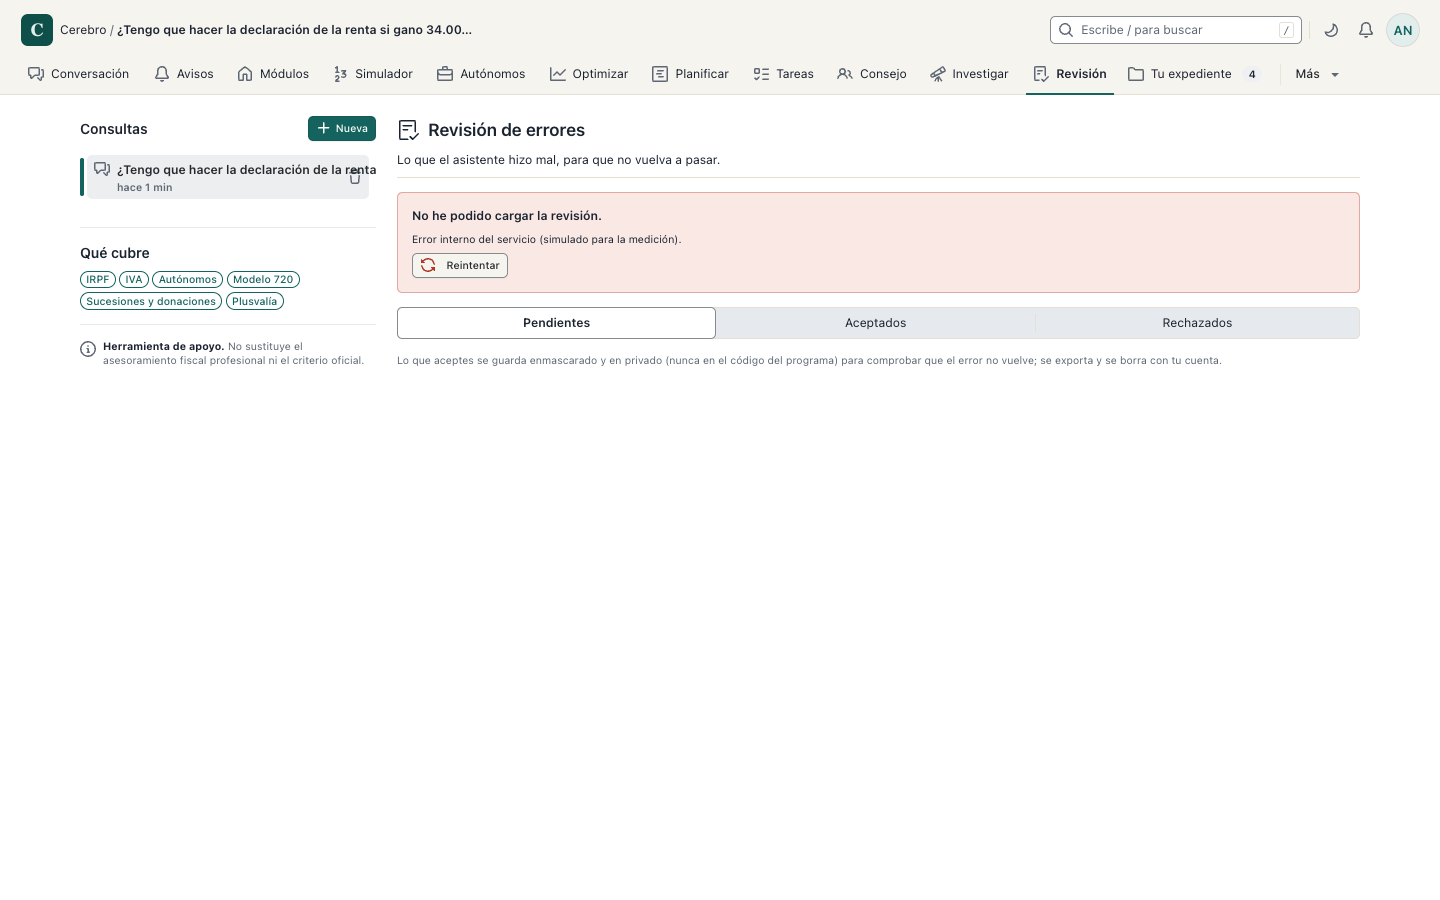 C Cerebro / ¿Tengo que hacer la declaración de la renta si gano 34.00... Escribe / para buscar / AN
Conversación Avisos Módulos Simulador Autónomos Optimizar Planificar Tareas Consejo Investigar Revisión Tu expediente 4 Más
Consultas
Nueva
¿Tengo que hacer la declaración de la renta
hace 1 min
Qué cubre
IRPF IVA Autónomos Modelo 720
Sucesiones y donaciones Plusvalía
Herramienta de apoyo. No sustituye el
asesoramiento fiscal profesional ni el criterio oficial.
Revisión de errores
Lo que el asistente hizo mal, para que no vuelva a pasar.
No he podido cargar la revisión.
Error interno del servicio (simulado para la medición).
Reintentar
Pendientes Aceptados Rechazados
Lo que aceptes se guarda enmascarado y en privado (nunca en el código del programa) para comprobar que el error no vuelve; se exporta y se borra con tu cuenta.